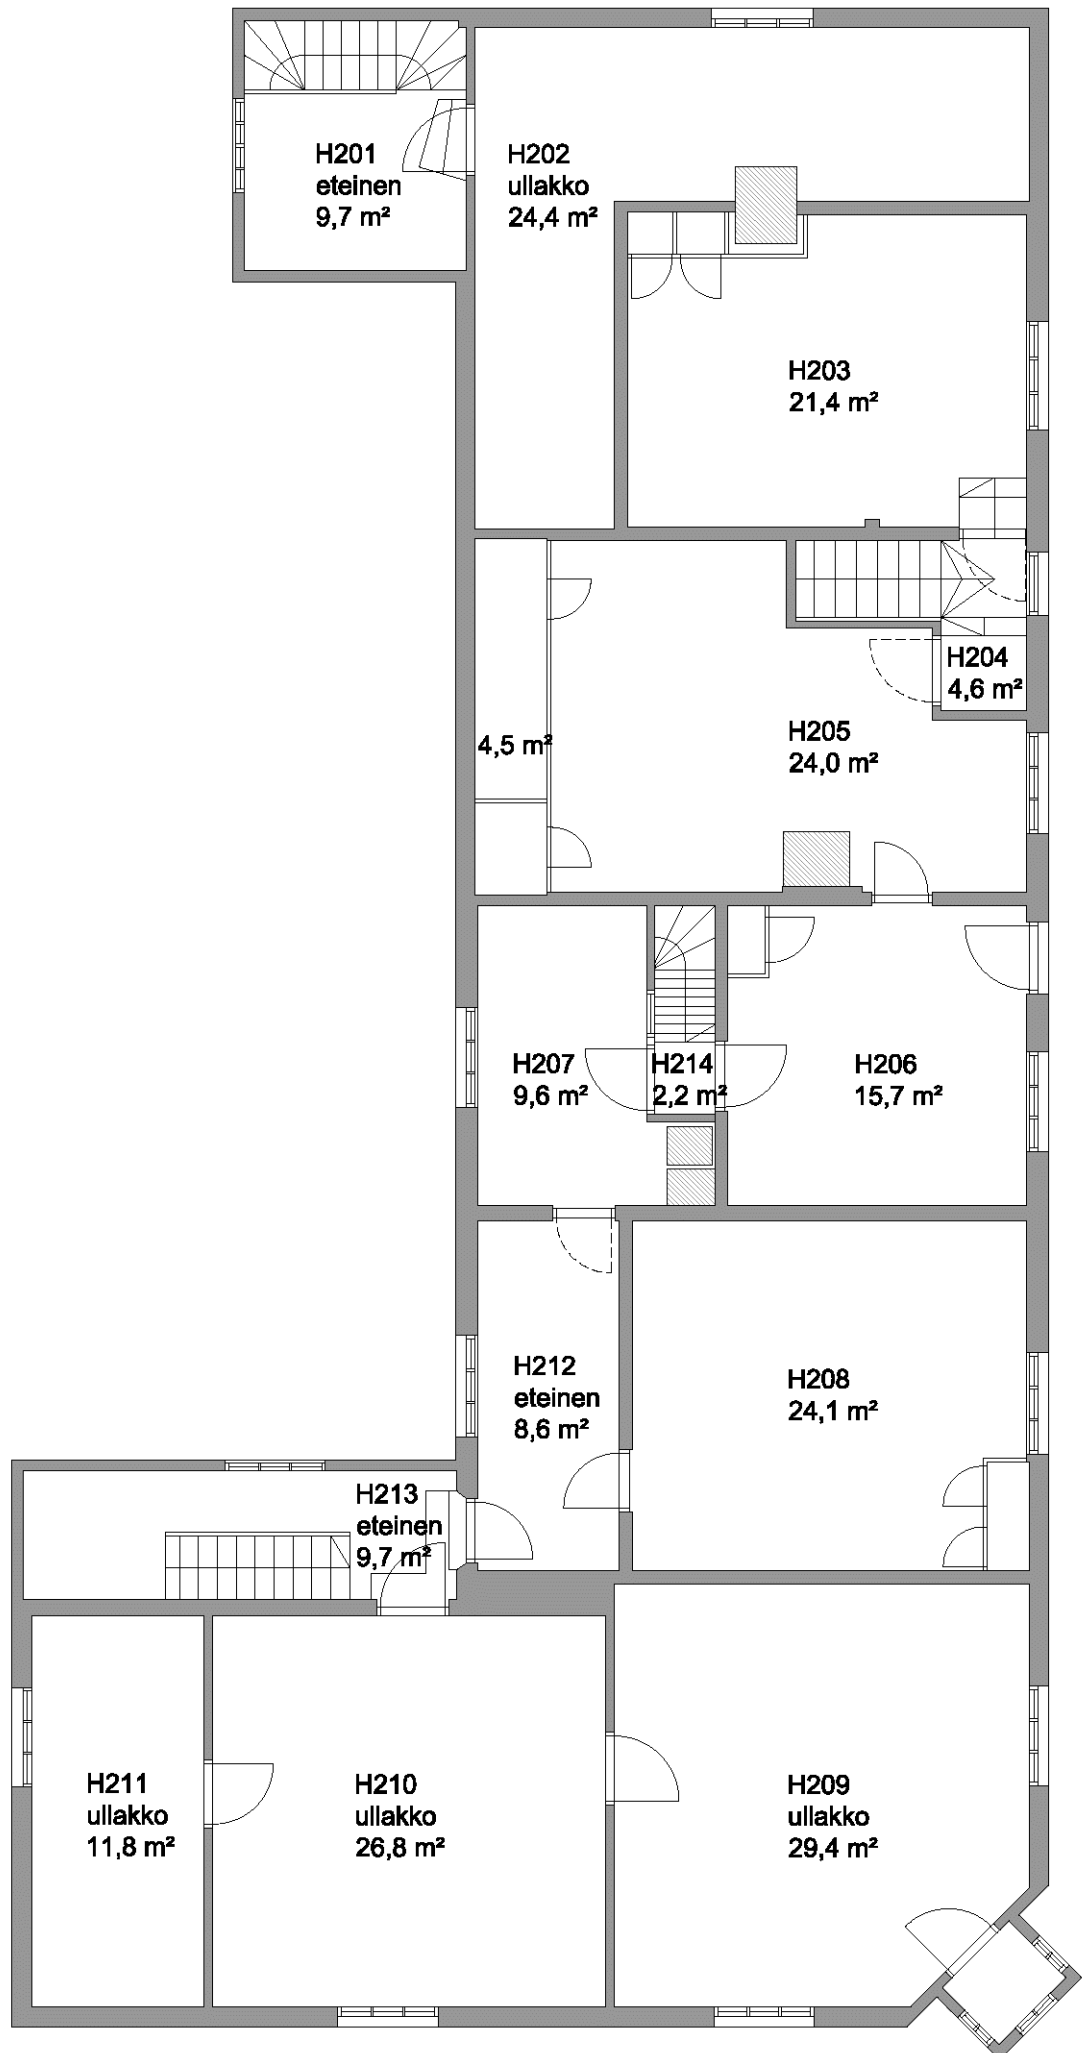 H201
eteinen
9,7 m²
H202
ullakko
24,4 m²
H203
21,4 m²
H204
4,6 m²
4,5 m²
H205
24,0 m²
H207
9,6 m²
H214
2,2 m²
H206
15,7 m²
H212
eteinen
8,6 m²
H208
24,1 m²
H213
eteinen
9,7 m²
H211
ullakko
11,8 m²
H210
ullakko
26,8 m²
H209
ullakko
29,4 m²